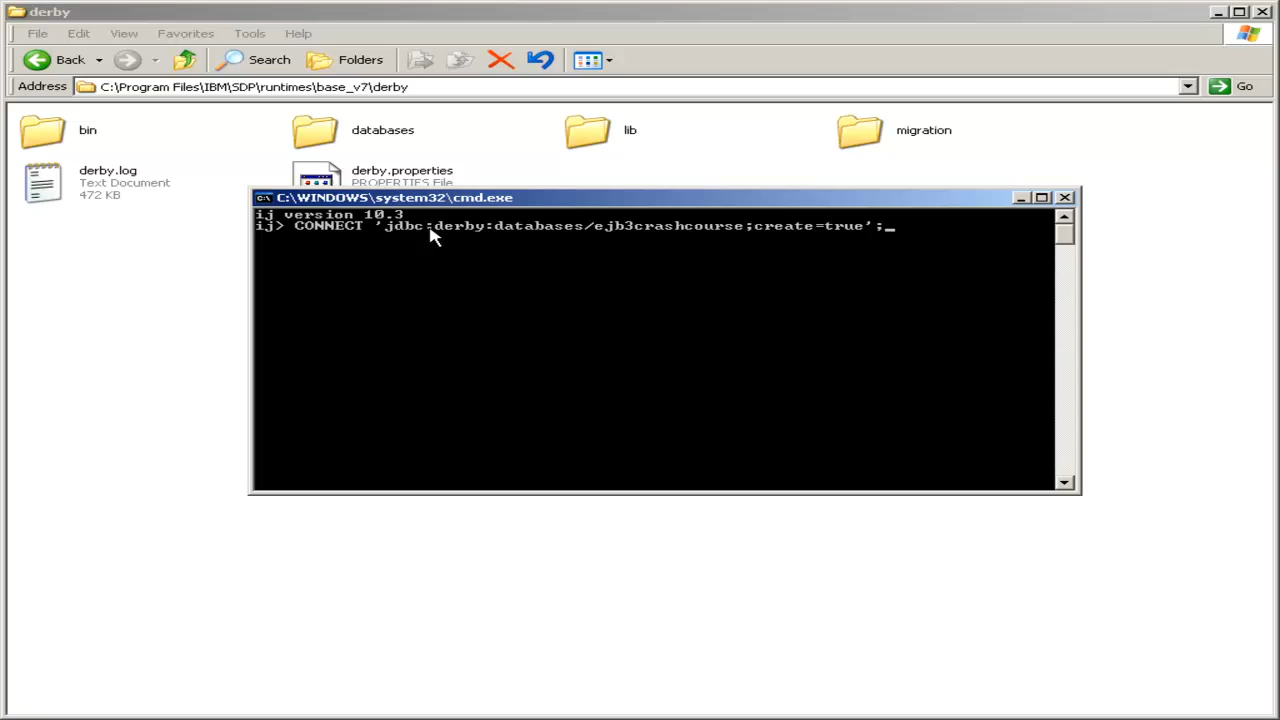 derby
File Edit View Favorites Tools Help
Back Search Folders
Address C:\Program Files\IBM\SDP\runtimes\base_v7\derby Go
bin databases lib migration
derby.log derby.properties
Text Document PROPERTIES File
472 KB
C:\WINDOWS\system32\cmd.exe
ij version 10.3
ij> CONNECT 'jdbc:derby:databases/ejb3crashcourse;create=true';_